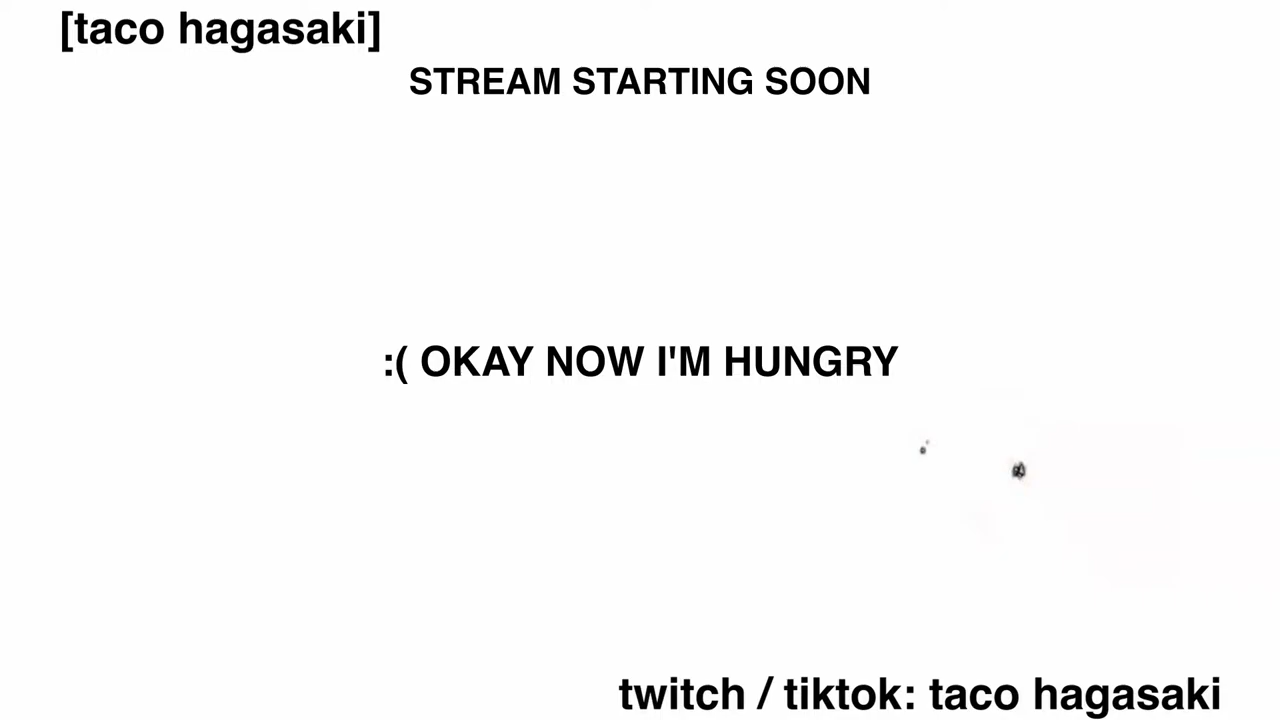 [taco hagasaki]
STREAM STARTING SOON
:( OKAY NOW I'M HUNGRY
twitch / tiktok: taco hagasaki